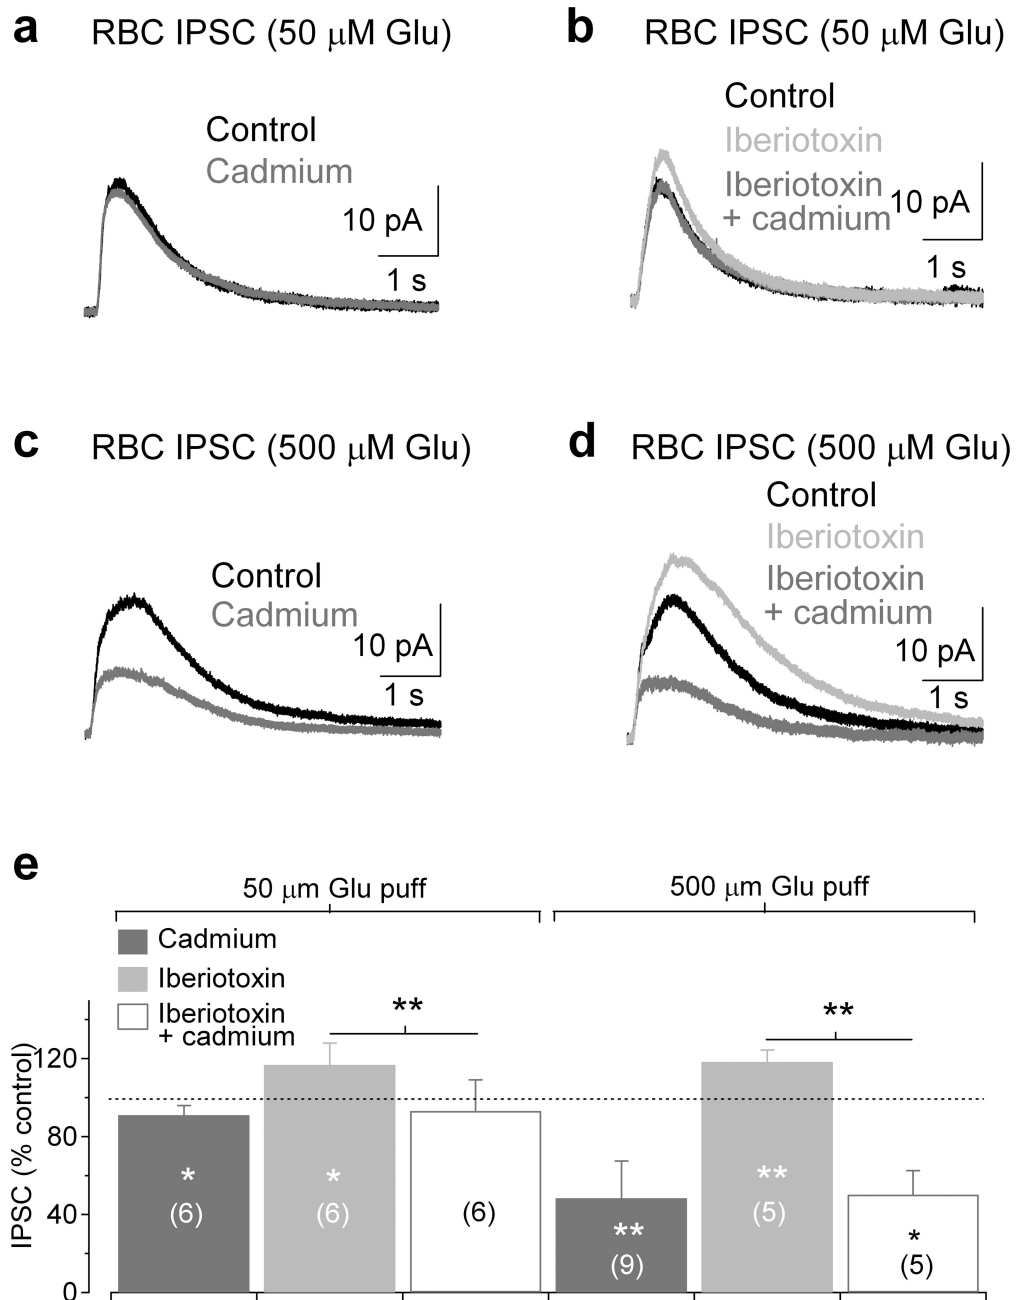 a
RBC IPSC (50 μM Glu)
Control
Cadmium
10 pA
1 s
b
RBC IPSC (50 μM Glu)
Control
Iberiotoxin
Iberiotoxin
+ cadmium
10 pA
1 s
c
RBC IPSC (500 μM Glu)
Control
Cadmium
10 pA
1 s
d
RBC IPSC (500 μM Glu)
Control
Iberiotoxin
Iberiotoxin
+ cadmium
10 pA
1 s
e
50 μm Glu puff
500 μm Glu puff
Cadmium
Iberiotoxin
Iberiotoxin
+ cadmium
IPSC (% control)
120
80
40
0
**
**
*
(6)
*
(6)
(6)
**
(9)
**
(5)
*
(5)